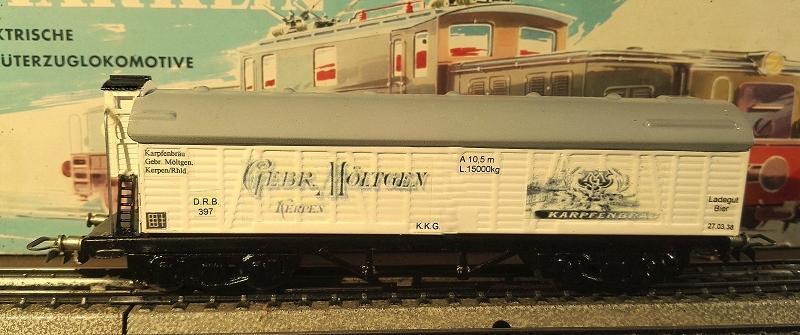 MÄRKLIN
KTRISCHE
ÜTERZUGLOKOMOTIVE
Karpfenbräu
Gebr. Möltgen.
Kerpen/Rhld
D.R.B.
397
GEBR. MÖLTGEN
KERPEN
A 10,5 m
L.15000kg
K.K.G.
KARPFENBRÄU
Ladegut
Bier
27.03.38